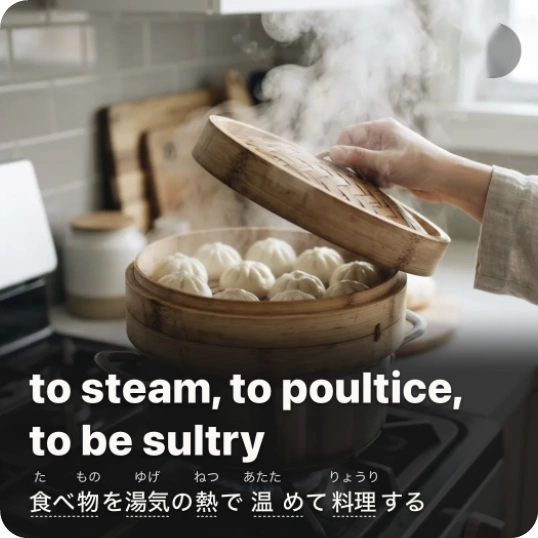 to steam, to poultice,
to be sultry
た もの ゆげ ねつ あたた りょうり
食べ物を湯気の熱で温めて料理する